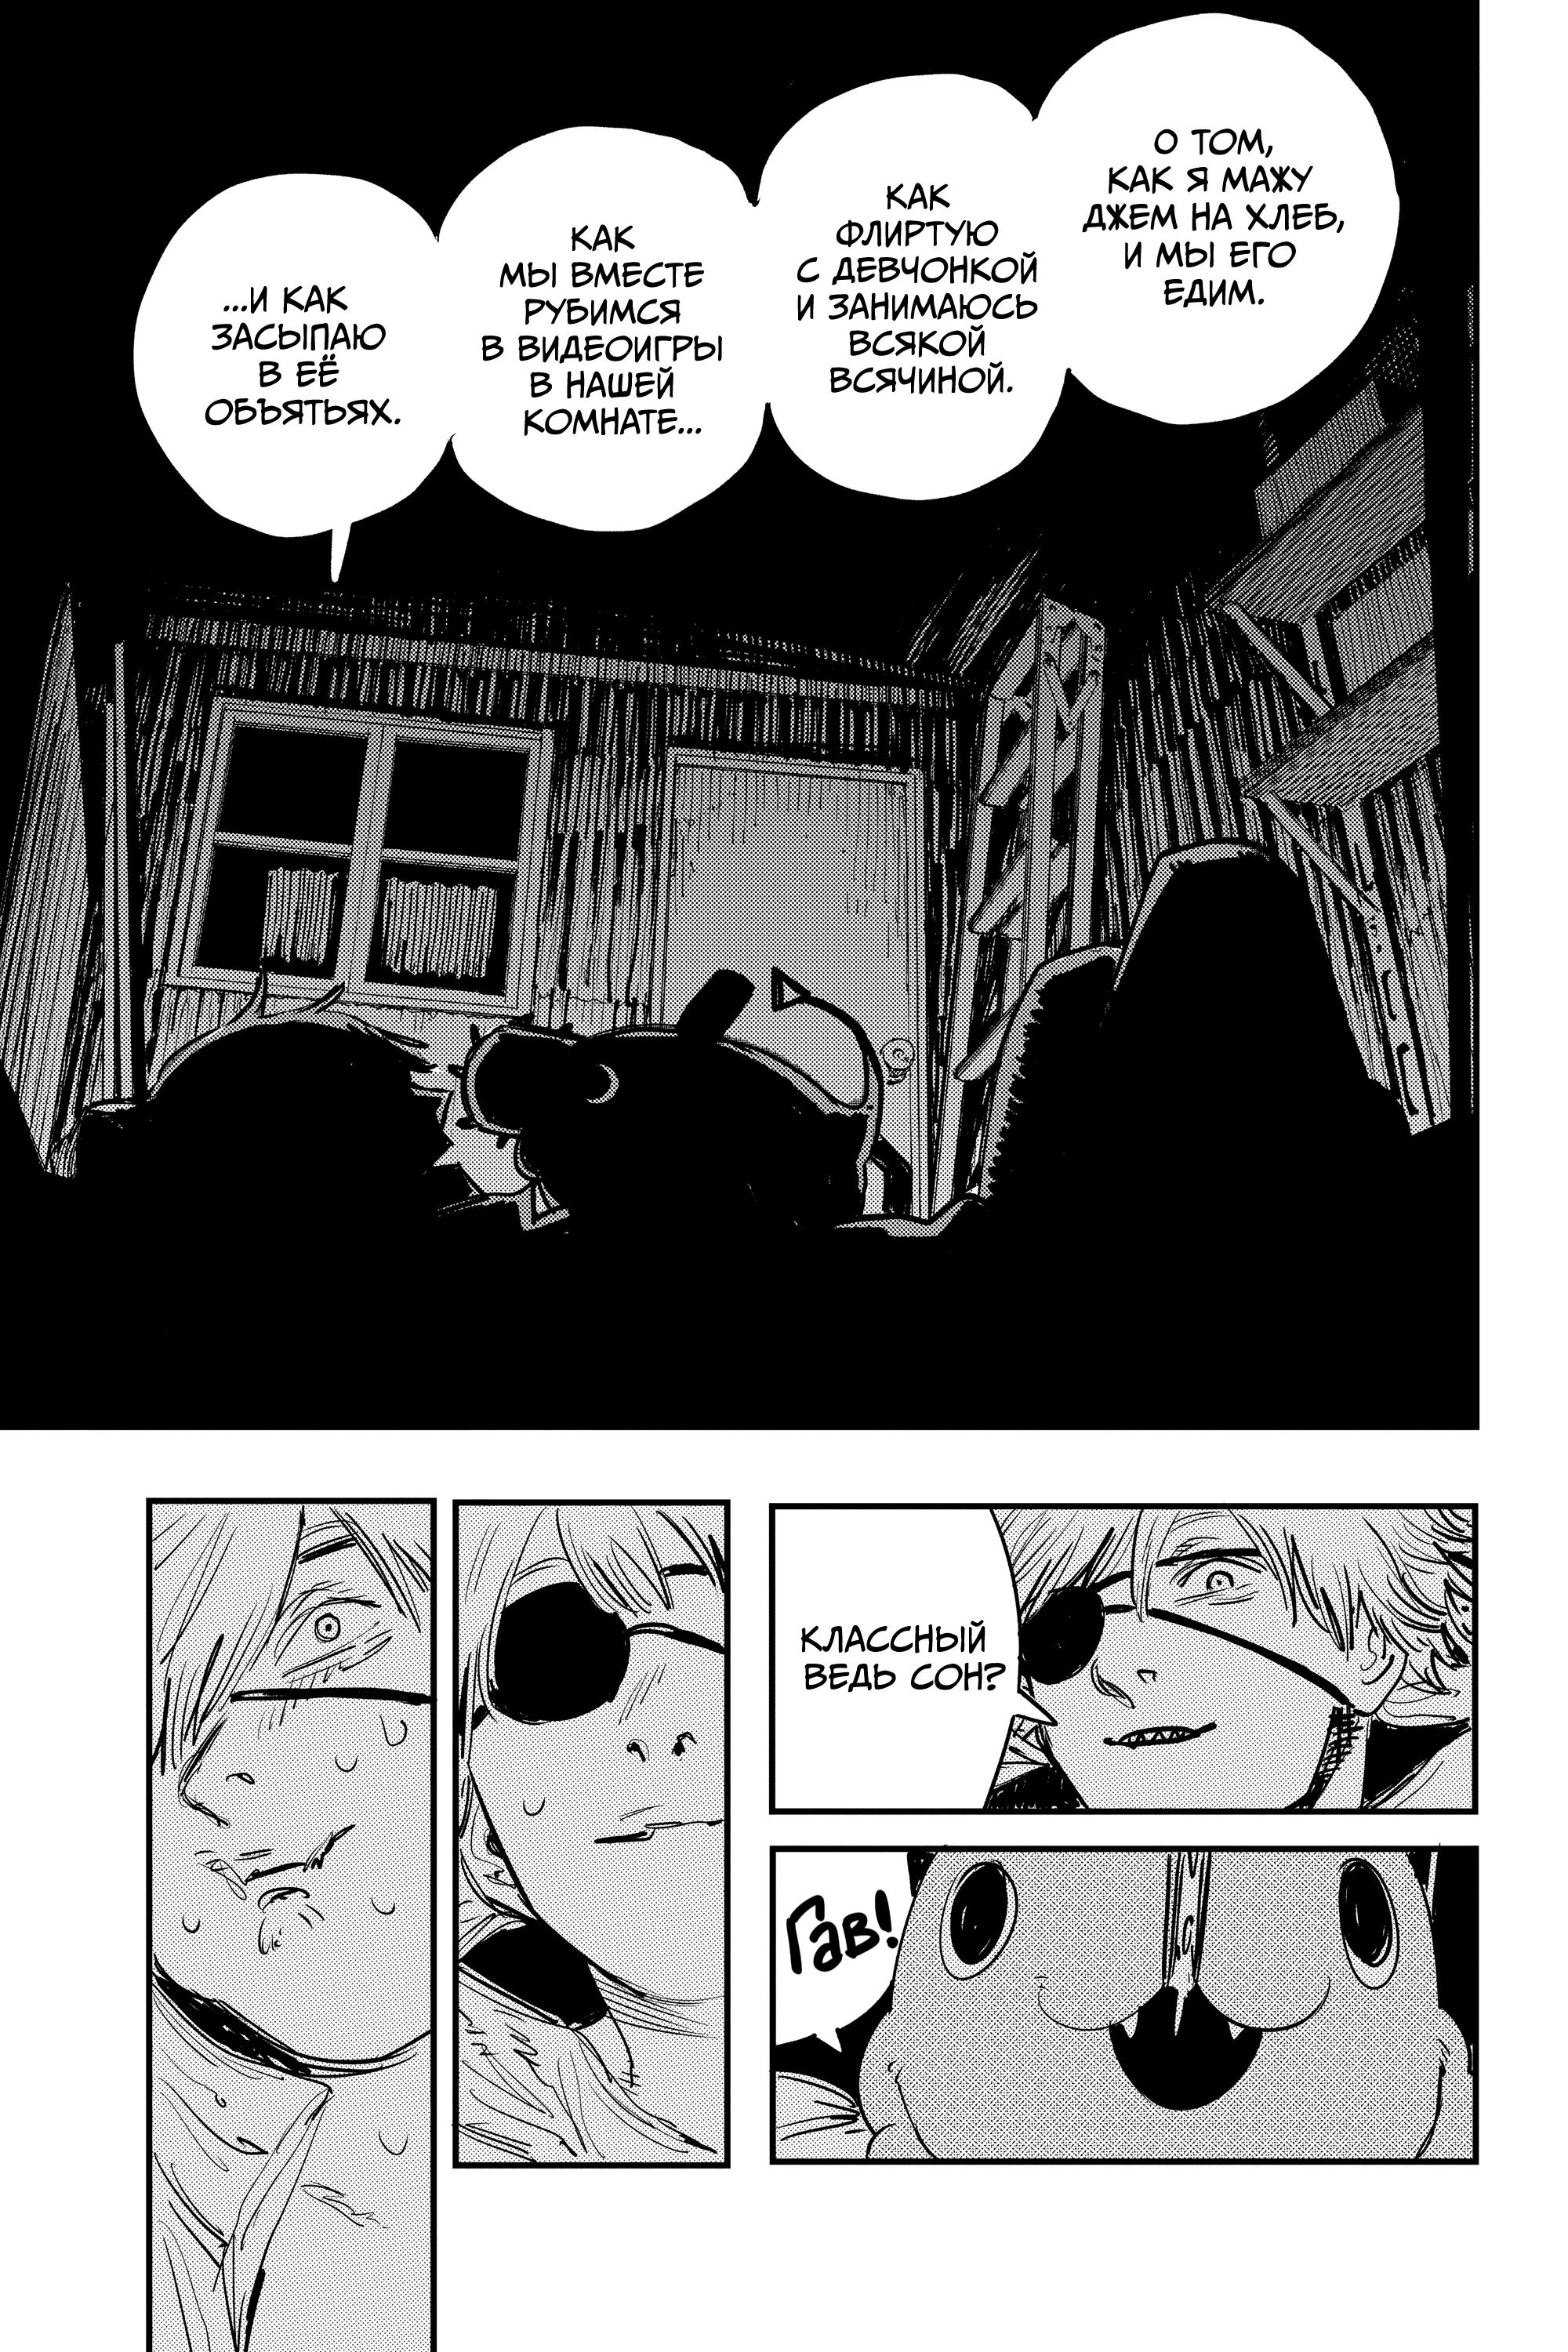 О ТОМ,
КАК Я МАЖУ
ДЖЕМ НА ХЛЕБ,
И МЫ ЕГО
ЕДИМ.
КАК
ФЛИРТУЮ
С ДЕВЧОНКОЙ
И ЗАНИМАЮСЬ
ВСЯКОЙ
ВСЯЧИНОЙ.
КАК
МЫ ВМЕСТЕ
РУБИМСЯ
В ВИДЕОИГРЫ
В НАШЕЙ
КОМНАТЕ...
...И КАК
ЗАСЫПАЮ
В ЕЁ
ОБЪЯТЬЯХ.
КЛАССНЫЙ
ВЕДЬ СОН?
ГАВ!